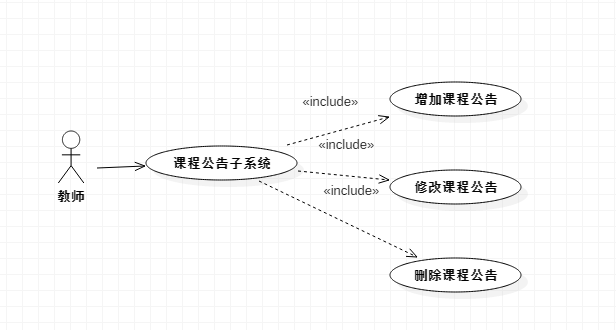 «include»
增加课程公告
«include»
课程公告子系统
«include»
修改课程公告
教师
删除课程公告